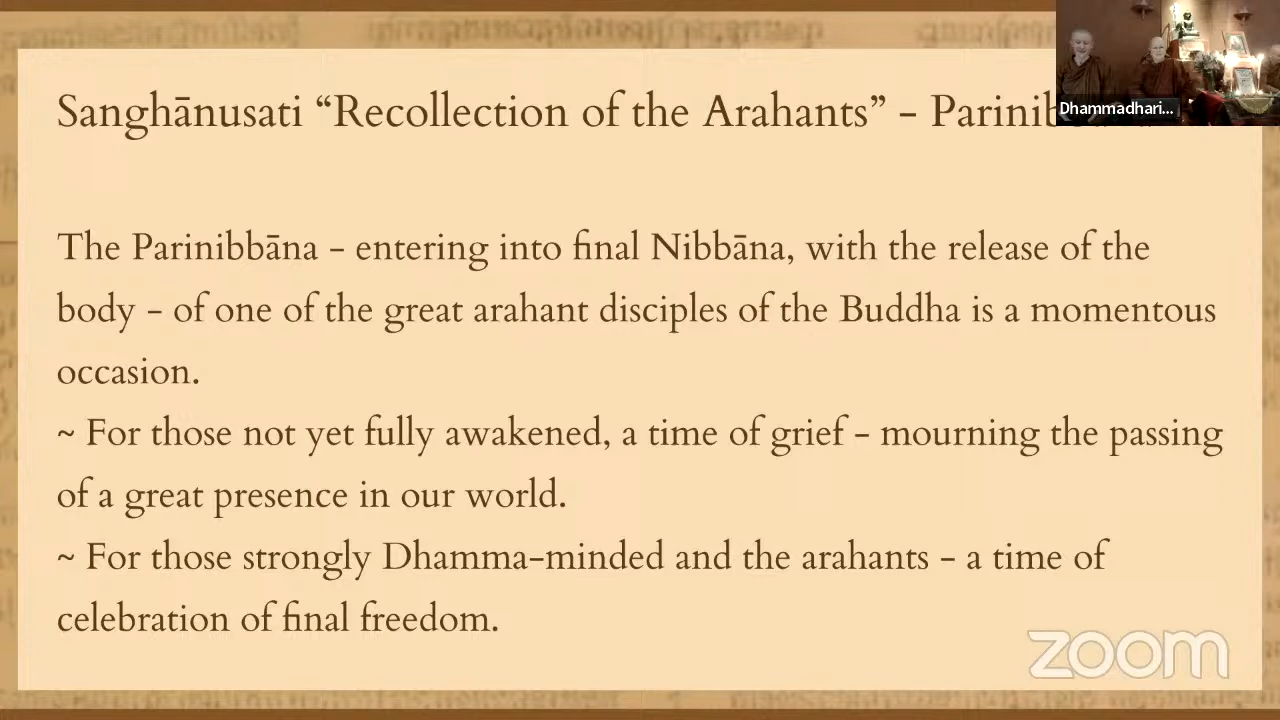 Sanghānusati “Recollection of the Arahants” -
Dhammadhari...
The Parinibbāna - entering into final Nibbāna, with the release of the
body - of one of the great arahant disciples of the Buddha is a momentous
occasion.
~ For those not yet fully awakened, a time of grief - mourning the passing
of a great presence in our world.
~ For those strongly Dhamma-minded and the arahants - a time of
celebration of final freedom.
zoom